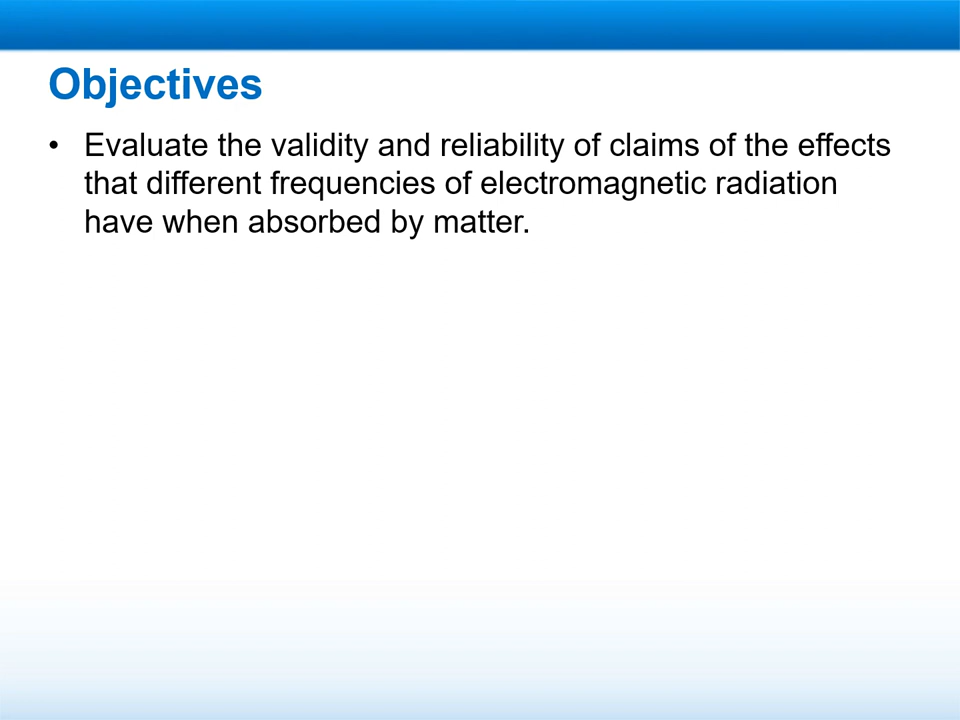 Objectives
• Evaluate the validity and reliability of claims of the effects
that different frequencies of electromagnetic radiation
have when absorbed by matter.